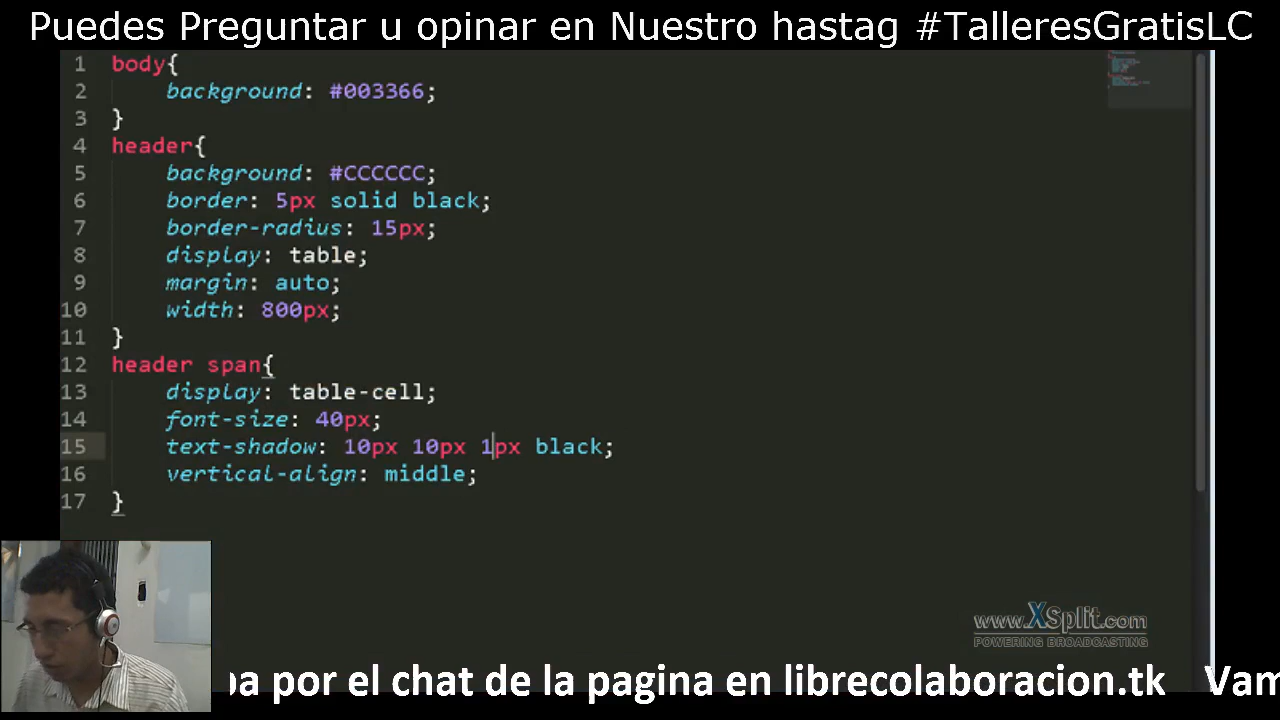 Puedes Preguntar u opinar en Nuestro hastag #TalleresGratisLC
1 body{
2 background: #003366;
3 }
4 header{
5 background: #CCCCCC;
6 border: 5px solid black;
7 border-radius: 15px;
8 display: table;
9 margin: auto;
10 width: 800px;
11 }
12 header span{
13 display: table-cell;
14 font-size: 40px;
15 text-shadow: 10px 10px 1px black;
16 vertical-align: middle;
17 }
www.XSplit.com
POWERING BROADCASTING
por el chat de la pagina en librecolaboracion.tk